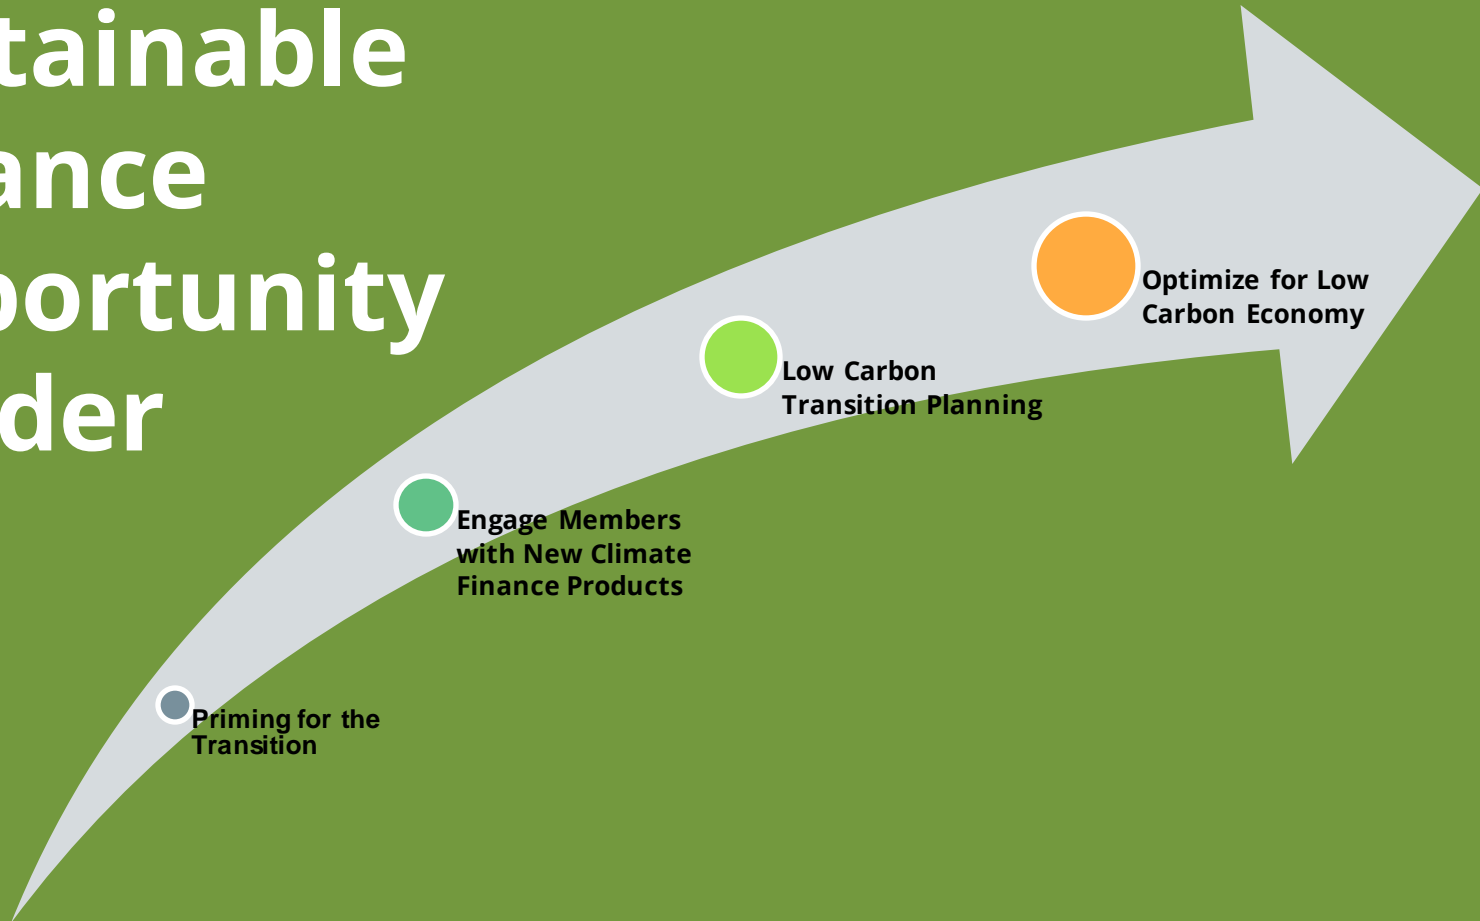 tainable
ance
portunity
der
Optimize for Low
Carbon Economy
Low Carbon
Transition Planning
Engage Members
with New Climate
Finance Products
Priming for the
Transition